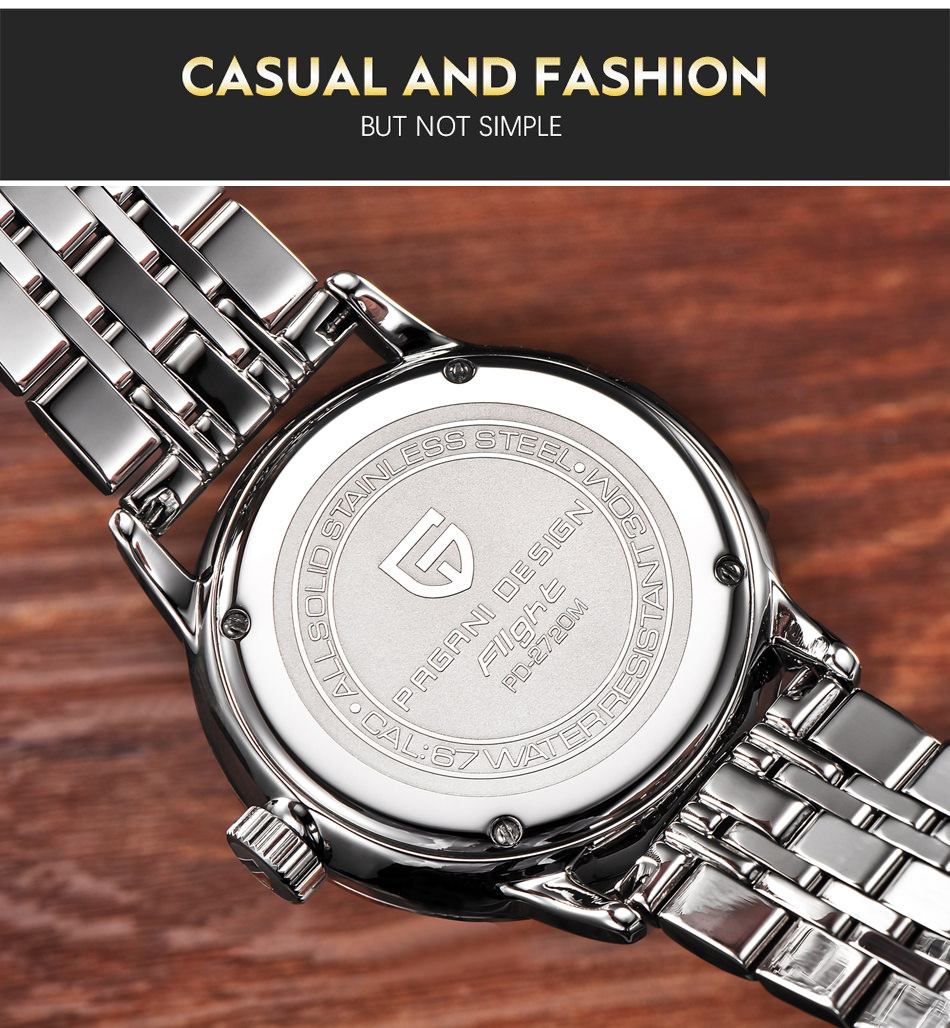 CASUAL AND FASHION
BUT NOT SIMPLE
ALL SOLID STAINLESS STEEL • 30M
PAGANI DESIGN
Flight
PD-2720M
• CAL: 67 WATER RESISTANT